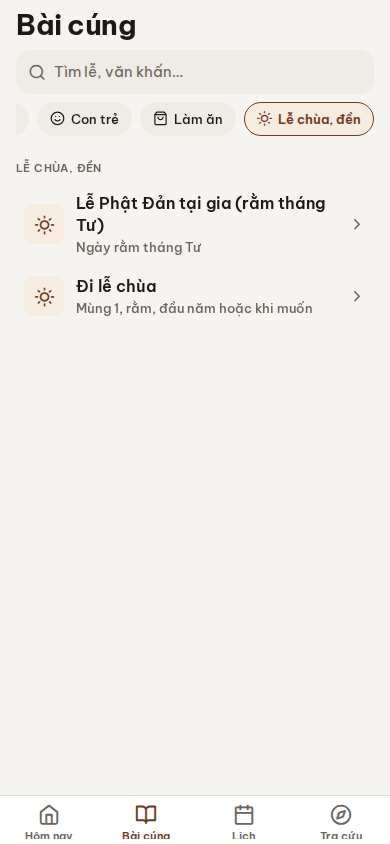 Bài cúng
Tìm lễ, văn khấn...
Con trẻ
Làm ăn
Lễ chùa, đền
LỄ CHÙA, ĐỀN
Lễ Phật Đản tại gia (rằm tháng
Tư)
Ngày rằm tháng Tư
Đi lễ chùa
Mùng 1, rằm, đầu năm hoặc khi muốn
Hôm nay
Bài cúng
Lịch
Tra cứu